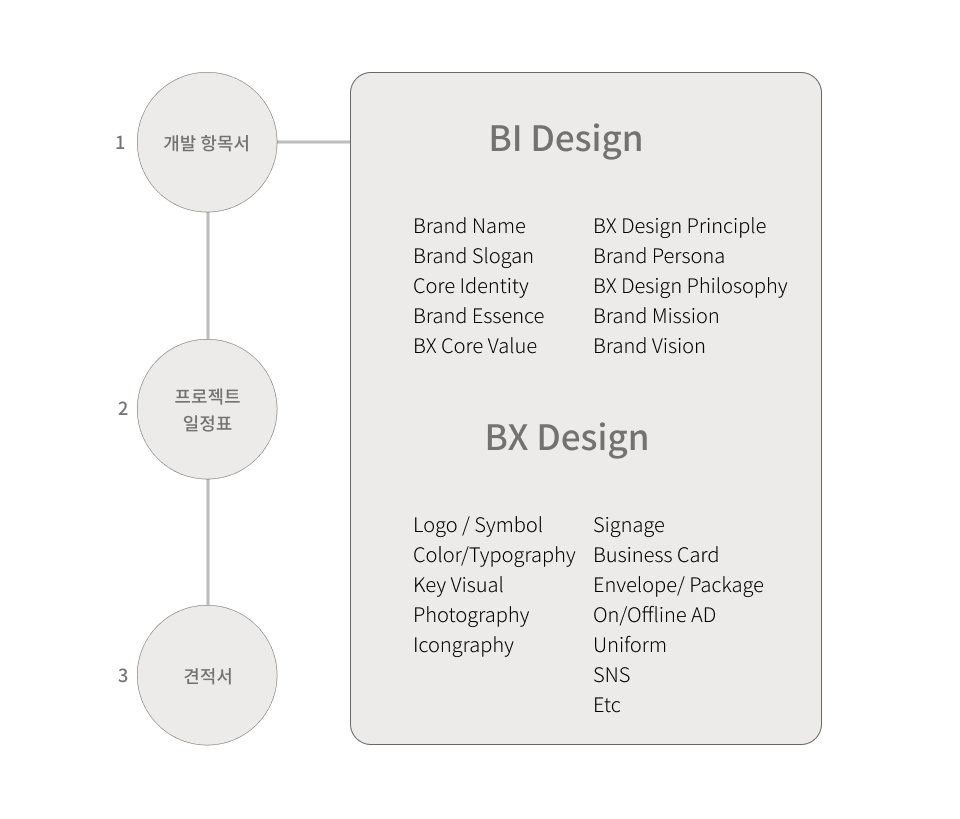 1
개발 항목서
2
프로젝트
일정표
3
견적서
BI Design
Brand Name
Brand Slogan
Core Identity
Brand Essence
BX Core Value
BX Design Principle
Brand Persona
BX Design Philosophy
Brand Mission
Brand Vision
BX Design
Logo / Symbol
Color/Typography
Key Visual
Photography
Icongraphy
Signage
Business Card
Envelope/ Package
On/Offline AD
Uniform
SNS
Etc